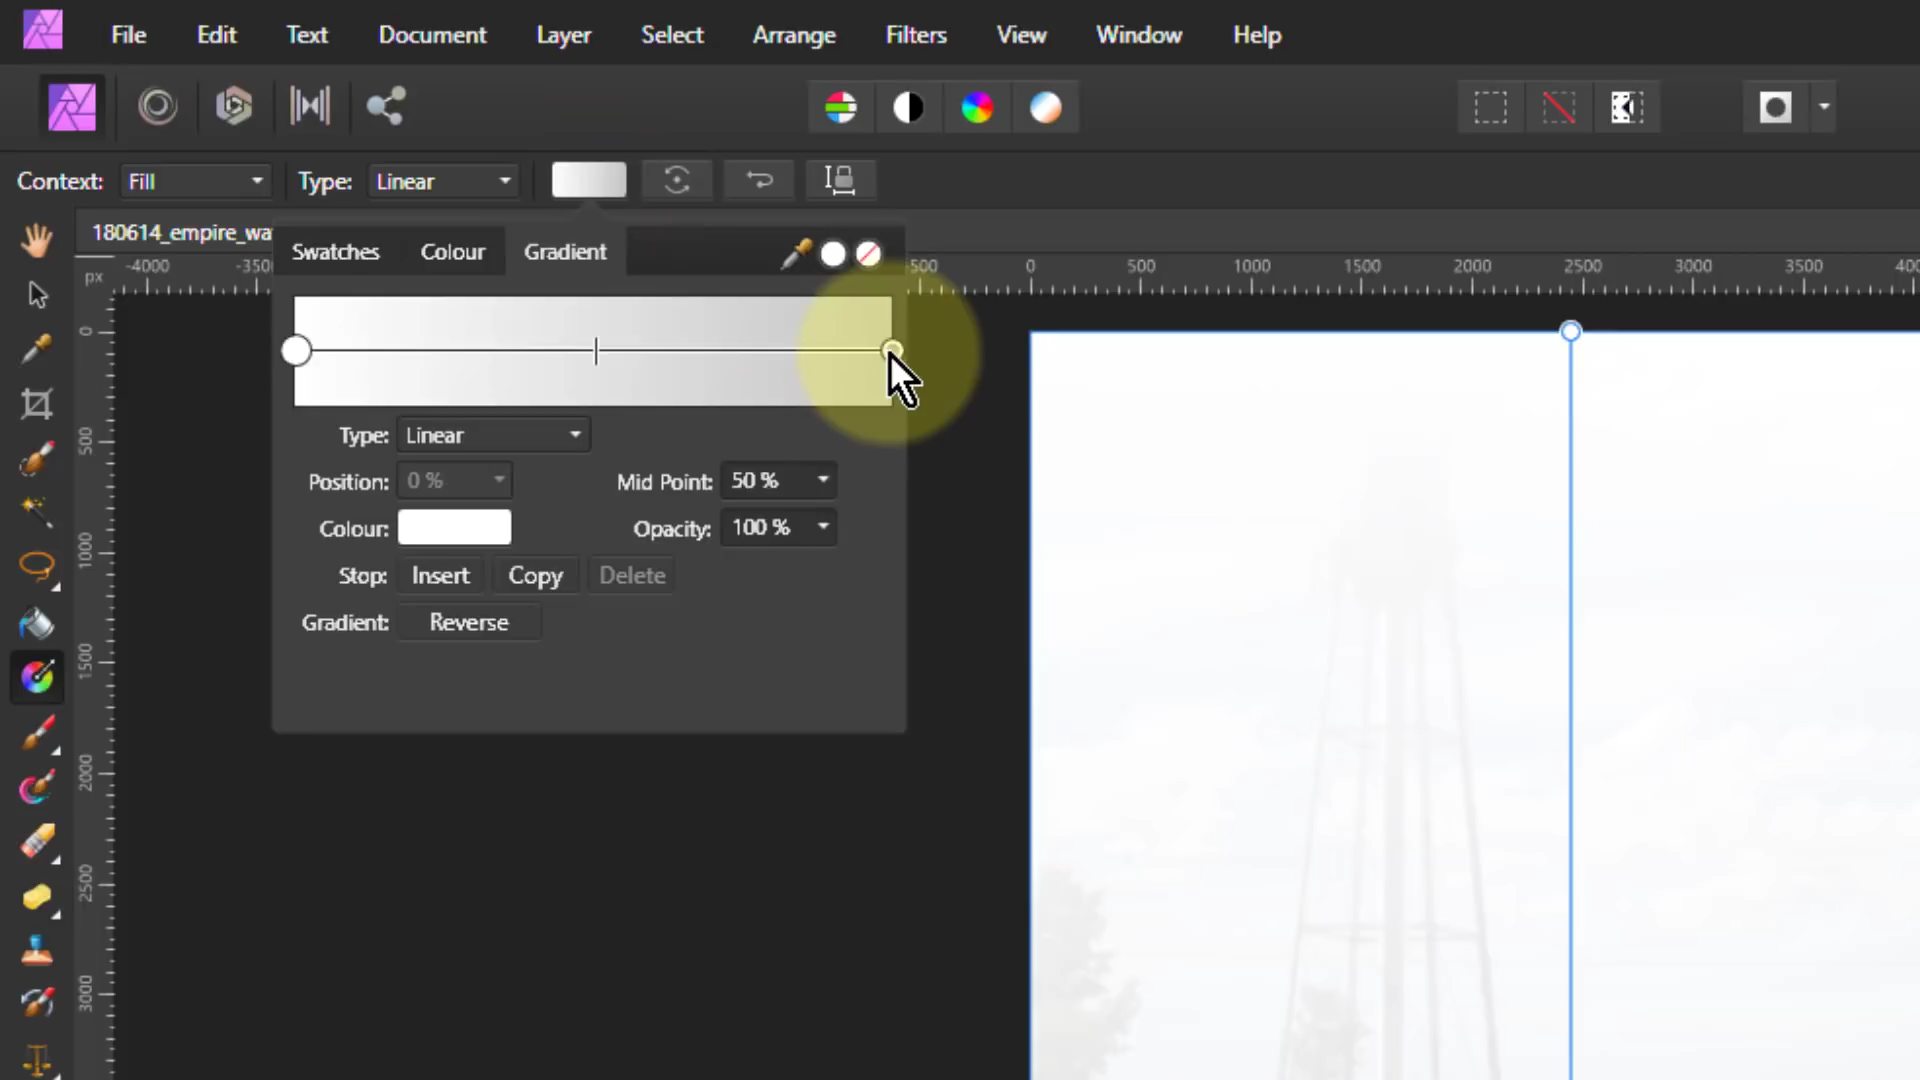 File Edit Text Document Layer Select Arrange Filters View Window Help
Context: Fill Type: Linear
180614_empire_wa
Swatches Colour Gradient
px -4000 -350 500 0 500 1000 1500 2000 2500 3000 3500 400
0
500
1000
1500
2000
2500
3000
Type: Linear
Position: 0 % Mid Point: 50 %
Colour: Opacity: 100 %
Stop: Insert Copy Delete
Gradient: Reverse